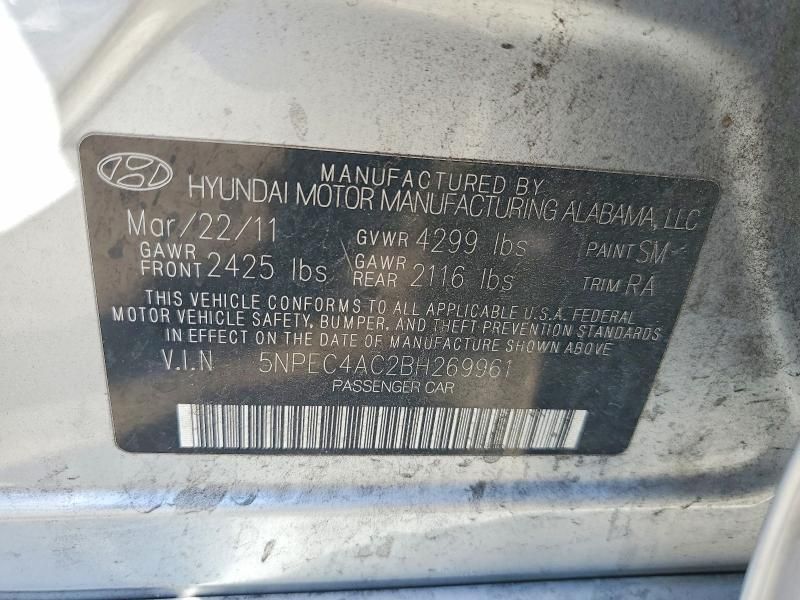 MANUFACTURED BY
HYUNDAI MOTOR MANUFACTURING ALABAMA, LLC
Mar/22/11 GVWR 4299 lbs PAINT SM
GAWR FRONT 2425 lbs GAWR REAR 2116 lbs TRIM RA
THIS VEHICLE CONFORMS TO ALL APPLICABLE U.S.A. FEDERAL
MOTOR VEHICLE SAFETY, BUMPER, AND THEFT PREVENTION STANDARDS
IN EFFECT ON THE DATE OF MANUFACTURE SHOWN ABOVE.
V.I.N 5NPEC4AC2BH269961
PASSENGER CAR